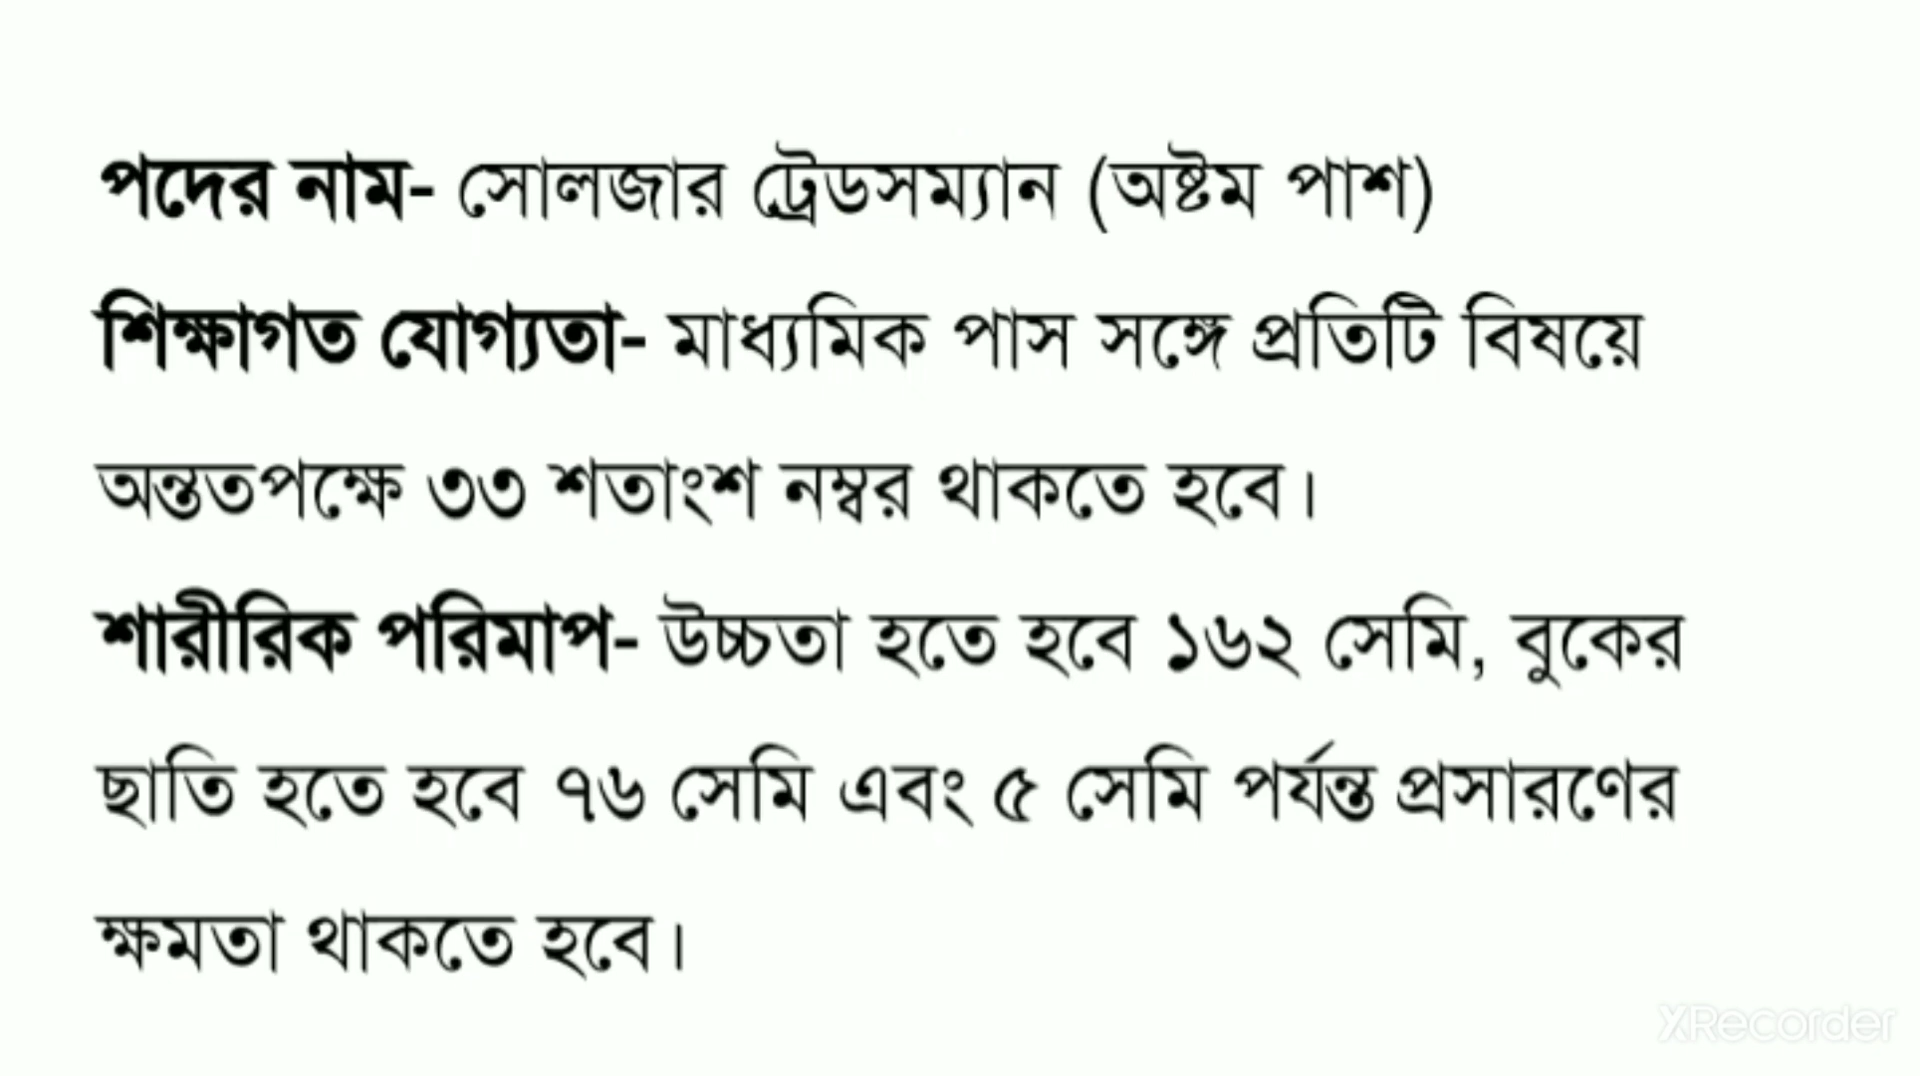 পদের নাম- সোলজার ট্রেডসম্যান (অষ্টম পাশ)
শিক্ষাগত যোগ্যতা- মাধ্যমিক পাস সঙ্গে প্রতিটি বিষয়ে
অন্ততপক্ষে ৩৩ শতাংশ নম্বর থাকতে হবে।
শারীরিক পরিমাপ- উচ্চতা হতে হবে ১৬২ সেমি, বুকের
ছাতি হতে হবে ৭৬ সেমি এবং ৫ সেমি পর্যন্ত প্রসারণের
ক্ষমতা থাকতে হবে।
XRecorder